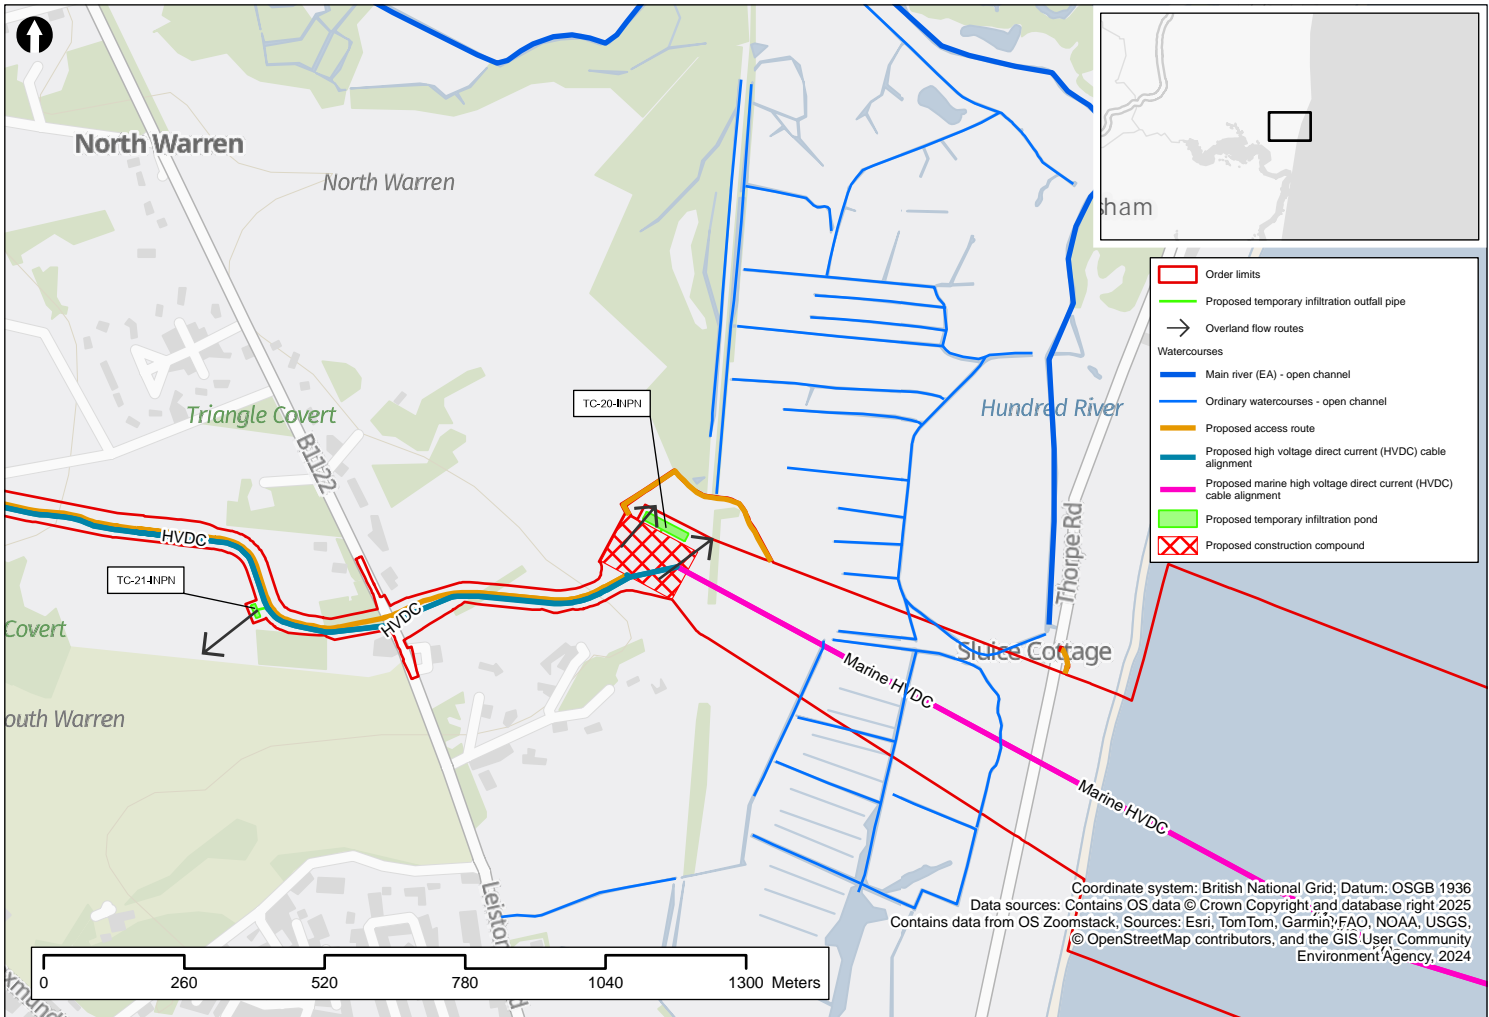 North Warren
North Warren
sham
Order limits
Proposed temporary infiltration outfall pipe
Overland flow routes
Watercourses
Main river (EA) - open channel
Ordinary watercourses - open channel
Proposed access route
Proposed high voltage direct current (HVDC) cable
alignment
Proposed marine high voltage direct current (HVDC)
cable alignment
Proposed temporary infiltration pond
Proposed construction compound
TC-20-INPN
Triangle Covert
Hundred River
B1122
HVDC
Thorpe Rd
TC-21-INPN
HVDC
Covert
Sluice Cottage
Marine HVDC
outh Warren
Marine HVDC
Leiston
d
Coordinate system: British National Grid; Datum: OSGB 1936
Data sources: Contains OS data © Crown Copyright and database right 2025
Contains data from OS Zoomstack, Sources: Esri, TomTom, Garmin, FAO, NOAA, USGS,
© OpenStreetMap contributors, and the GIS User Community
Environment Agency, 2024
0 260 520 780 1040 1300 Meters